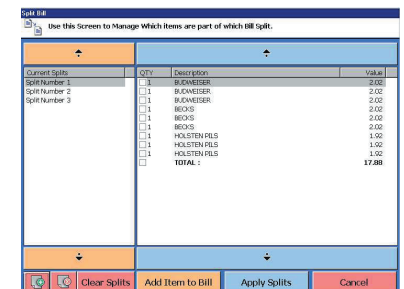 Split Bill
Use this Screen to Manage Which items are part of which Bill Split.
Current Splits
Split Number 1
Split Number 2
Split Number 3
QTY Description Value
1 BUDWEISER 2.02
1 BUDWEISER 2.02
1 BUDWEISER 2.02
1 BECKS 2.02
1 BECKS 2.02
1 BECKS 2.02
1 HOLSTEN PILS 1.92
1 HOLSTEN PILS 1.92
1 HOLSTEN PILS 1.92
TOTAL : 17.88
Clear Splits Add Item to Bill Apply Splits Cancel